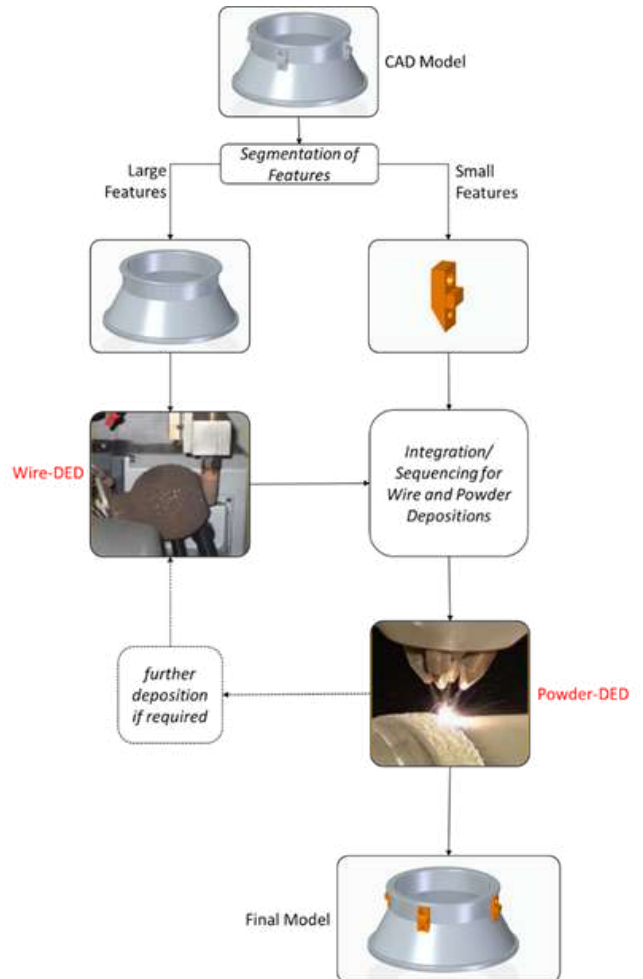 CAD Model
Segmentation of
Features
Large
Features
Small
Features
Wire-DED
Integration/
Sequencing for
Wire and Powder
Depositions
further
deposition
if required
Powder-DED
Final Model